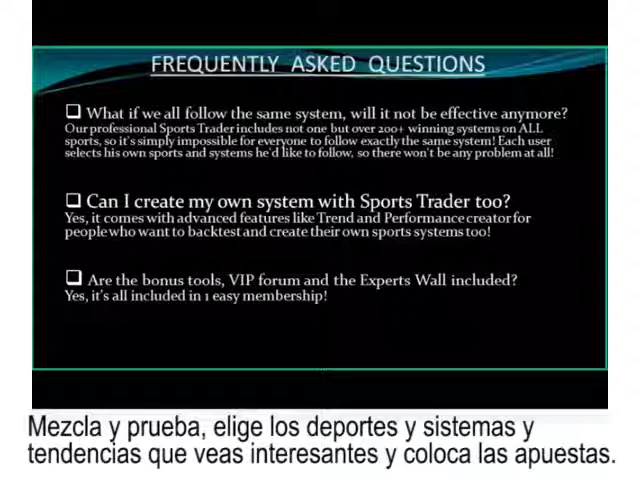 FREQUENTLY ASKED QUESTIONS
What if we all follow the same system, will it not be effective anymore?
Our professional Sports Trader includes not one but over 200+ winning systems on ALL
sports, so it's simply impossible for everyone to follow exactly the same system! Each user
selects his own sports and systems he'd like to follow, so there won't be any problem at all!
Can I create my own system with Sports Trader too?
Yes, it comes with advanced features like Trend and Performance creator for
people who want to backtest and create their own sports systems too!
Are the bonus tools, VIP forum and the Experts Wall included?
Yes, it's all included in 1 easy membership!
Mezcla y prueba, elige los deportes y sistemas y
tendencias que veas interesantes y coloca las apuestas.